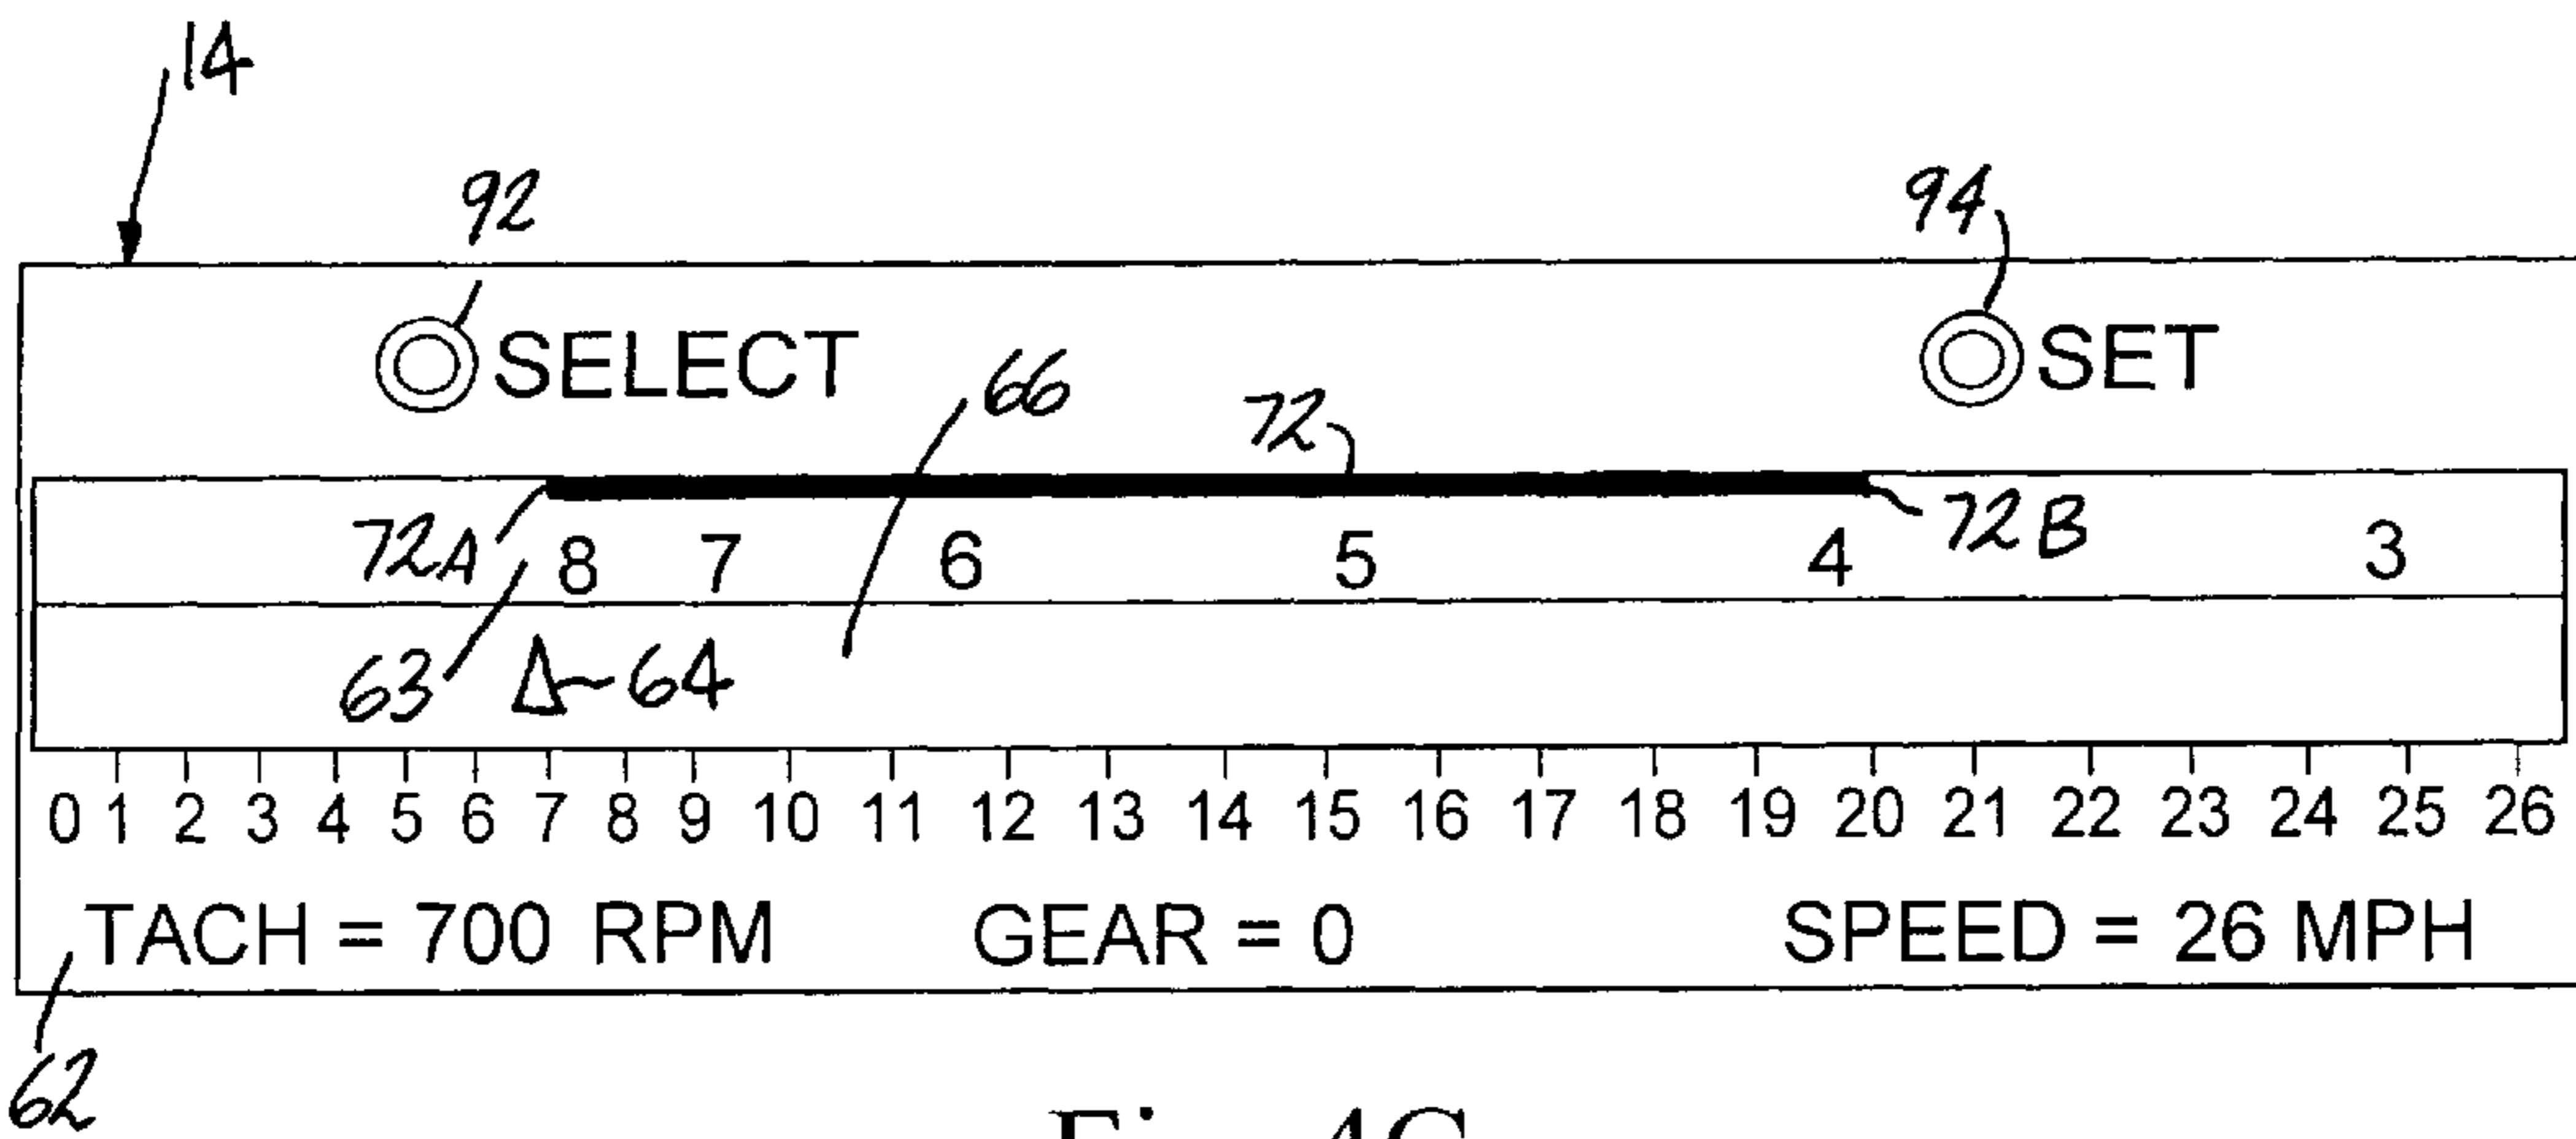 14
92
94
SELECT
SET
66
72
72A
72B
8 7 6 5 4 3
63
64
0 1 2 3 4 5 6 7 8 9 10 11 12 13 14 15 16 17 18 19 20 21 22 23 24 25 26
TACH = 700 RPM GEAR = 0 SPEED = 26 MPH
62